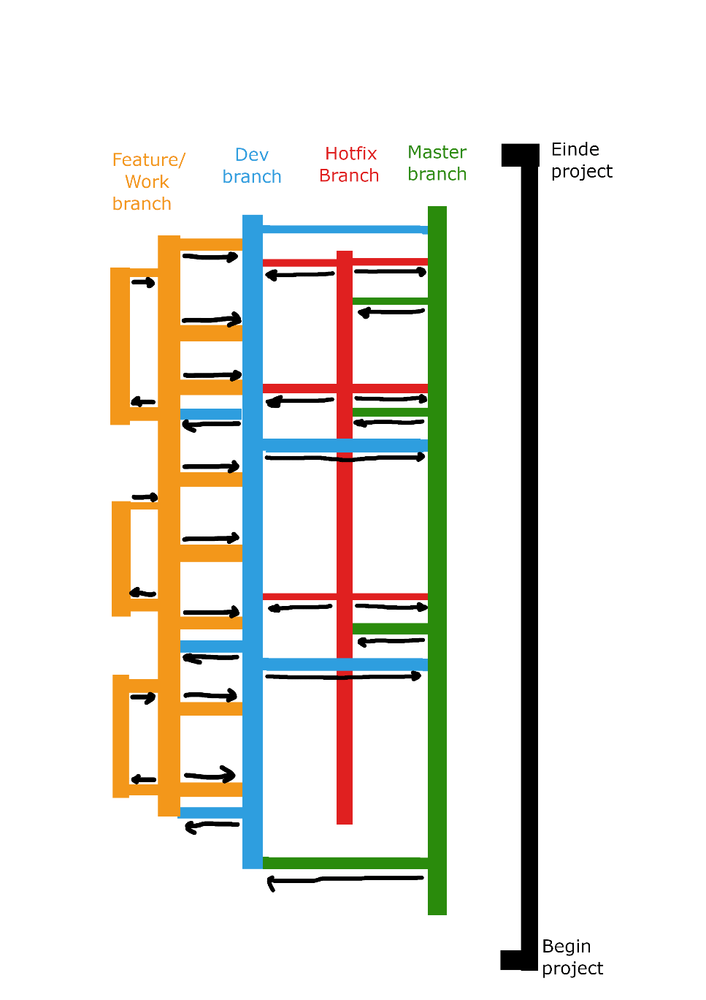 Feature/
Work
branch
Dev
branch
Hotfix
Branch
Master
branch
Einde
project
Begin
project